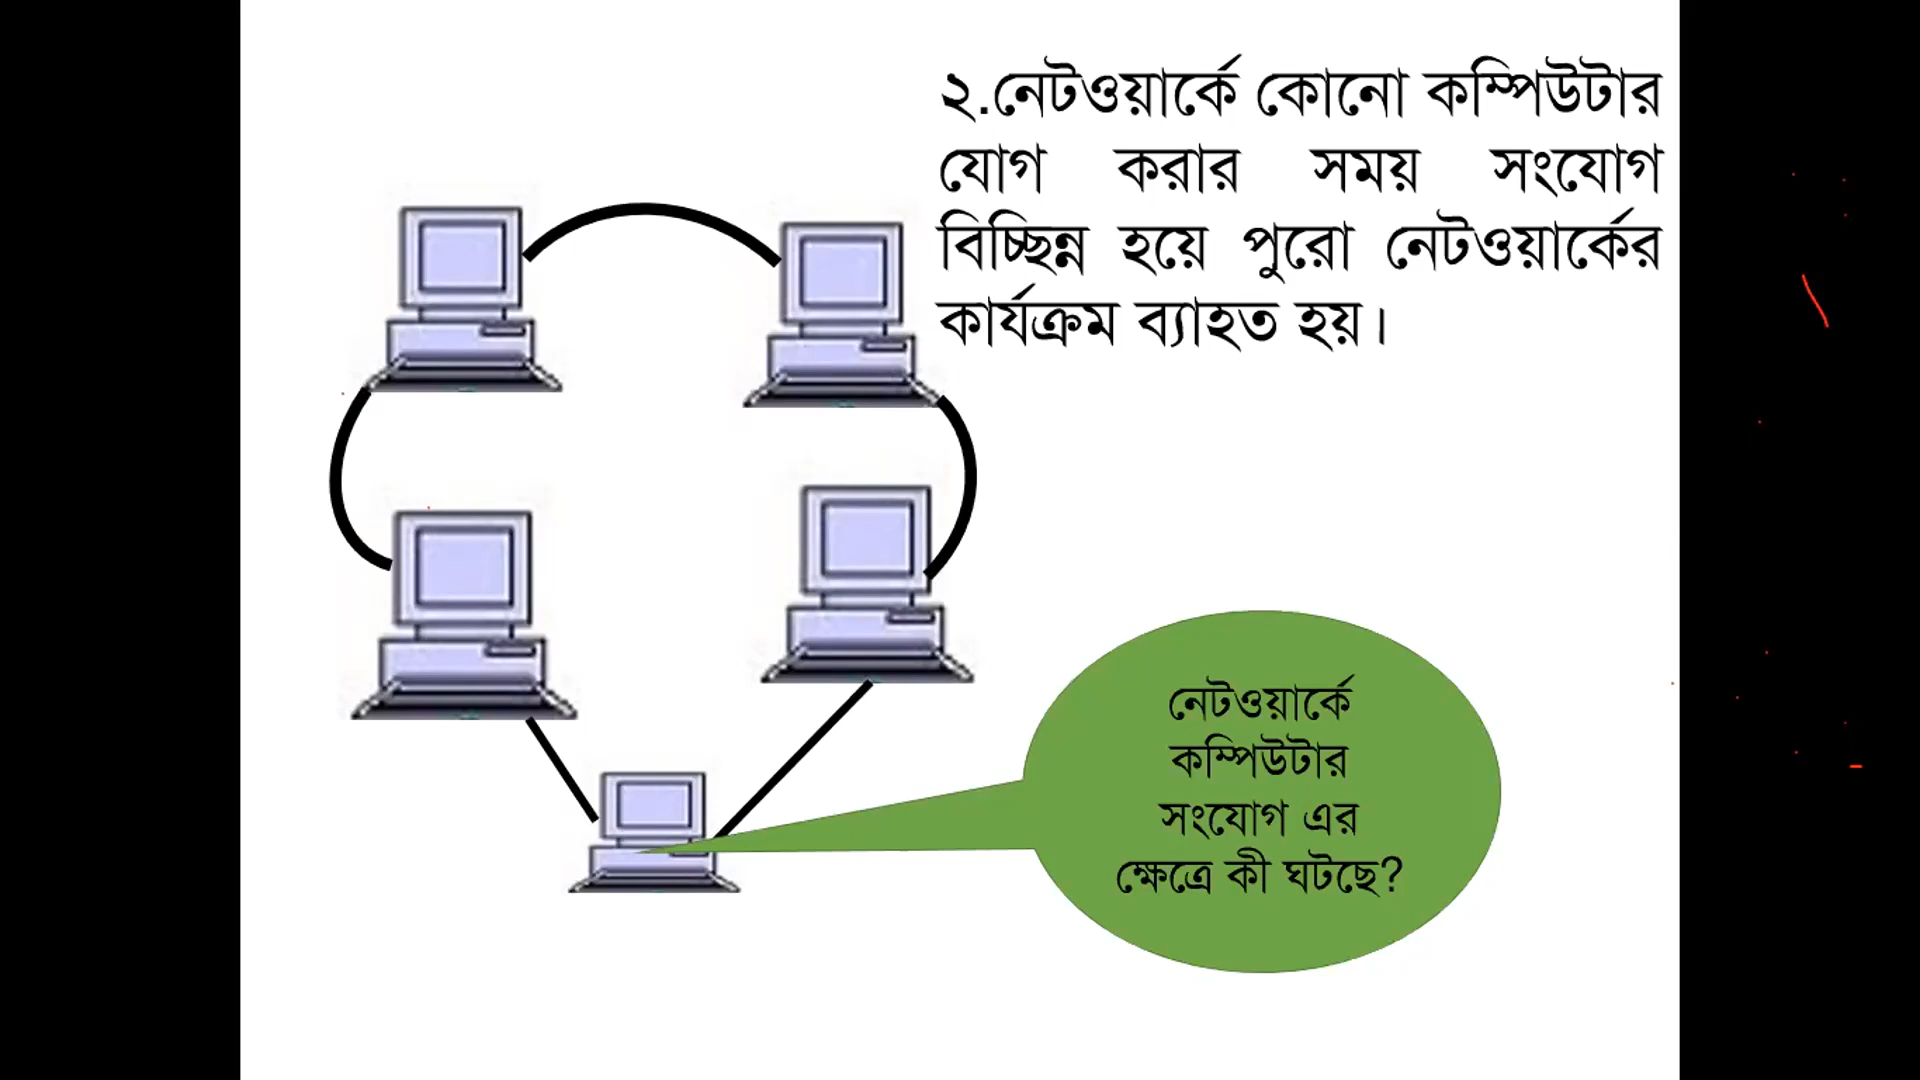 ২.নেটওয়ার্কে কোনো কম্পিউটার
যোগ করার সময় সংযোগ
বিচ্ছিন্ন হয়ে পুরো নেটওয়ার্কের
কার্যক্রম ব্যাহত হয়।
নেটওয়ার্কে
কম্পিউটার
সংযোগ এর
ক্ষেত্রে কী ঘটছে?